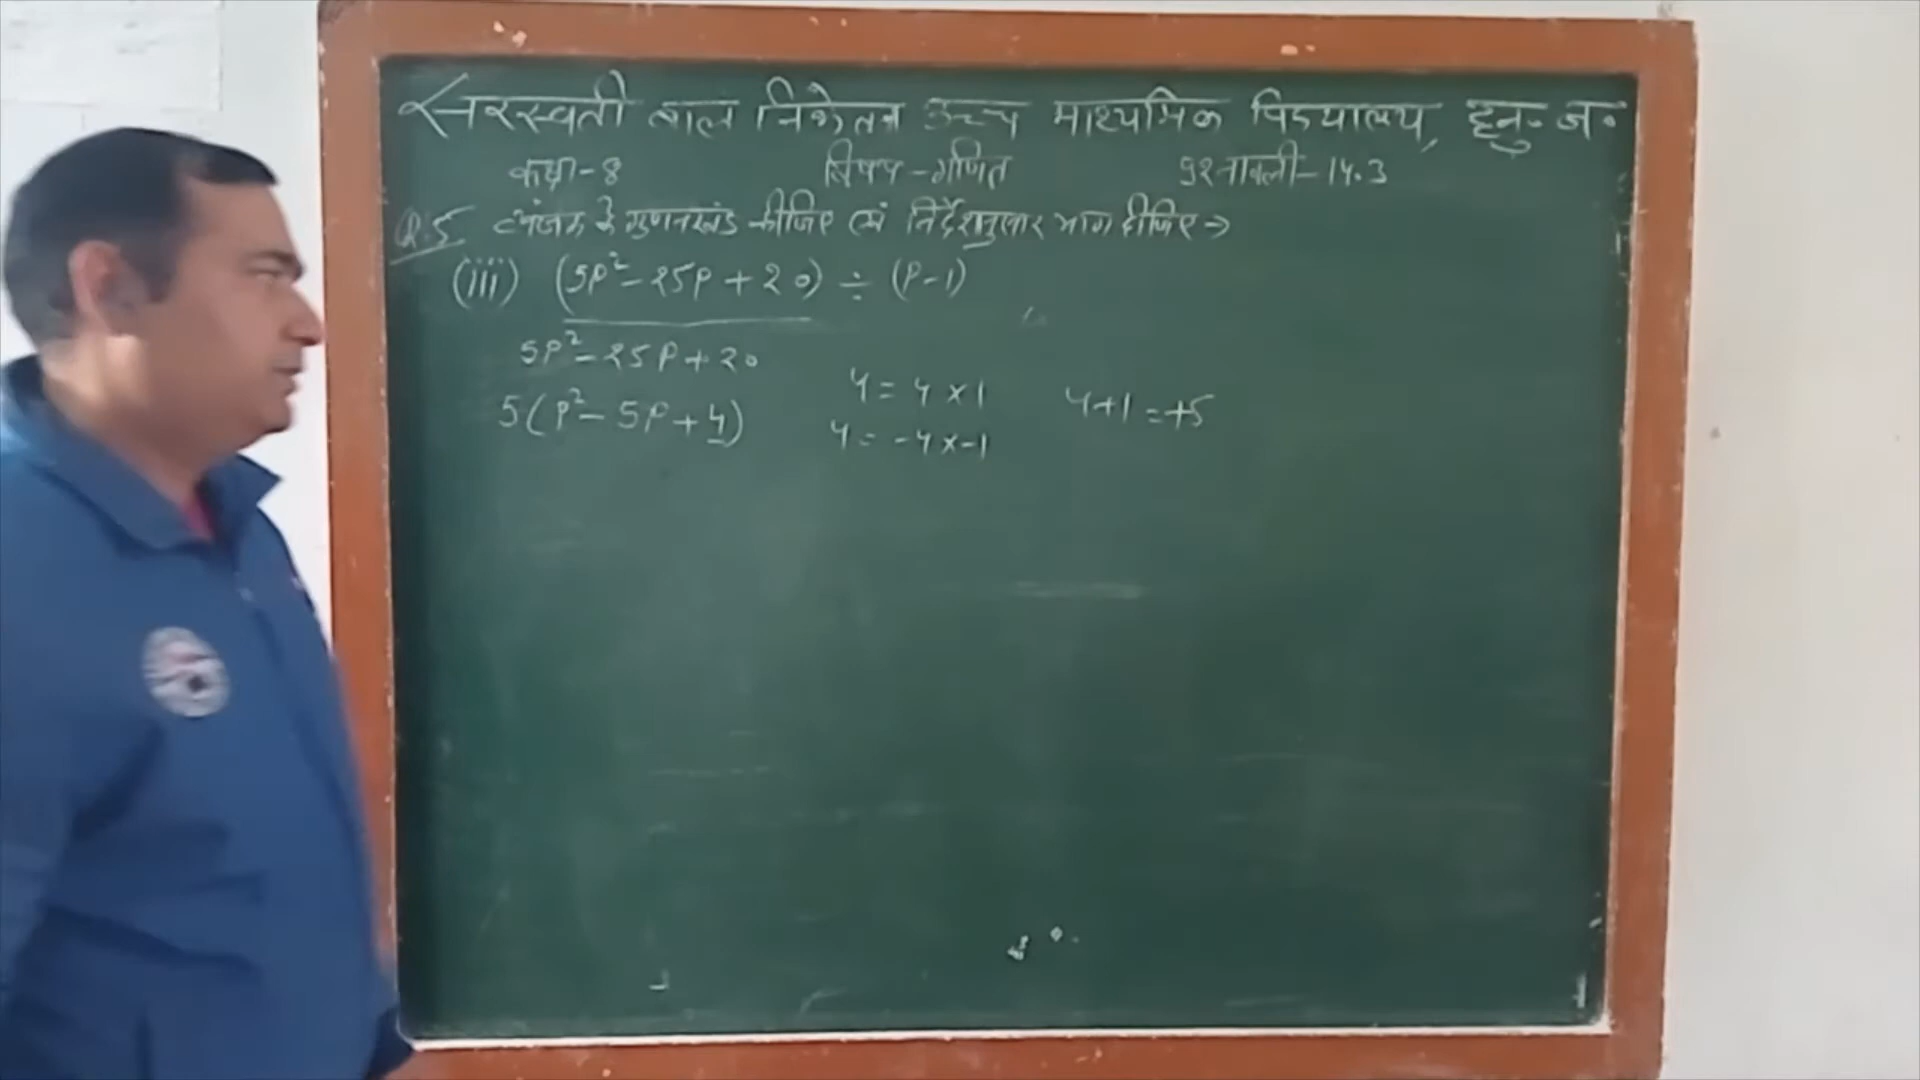 सरस्वती बाल निकेतन उच्च माध्यमिक विद्यालय, हनु. ज.
कक्षा-8 विषय-गणित प्रश्नावली-14.3
Q.5 व्यंजक के गुणनखंड कीजिए एवं निर्देशानुसार भाग दीजिए →
(iii) (5P²-25P+20) ÷ (P-1)
5P²-25P+20
5(P²-5P+4)
4 = 4×1
4 = -4×-1
4+1=+5